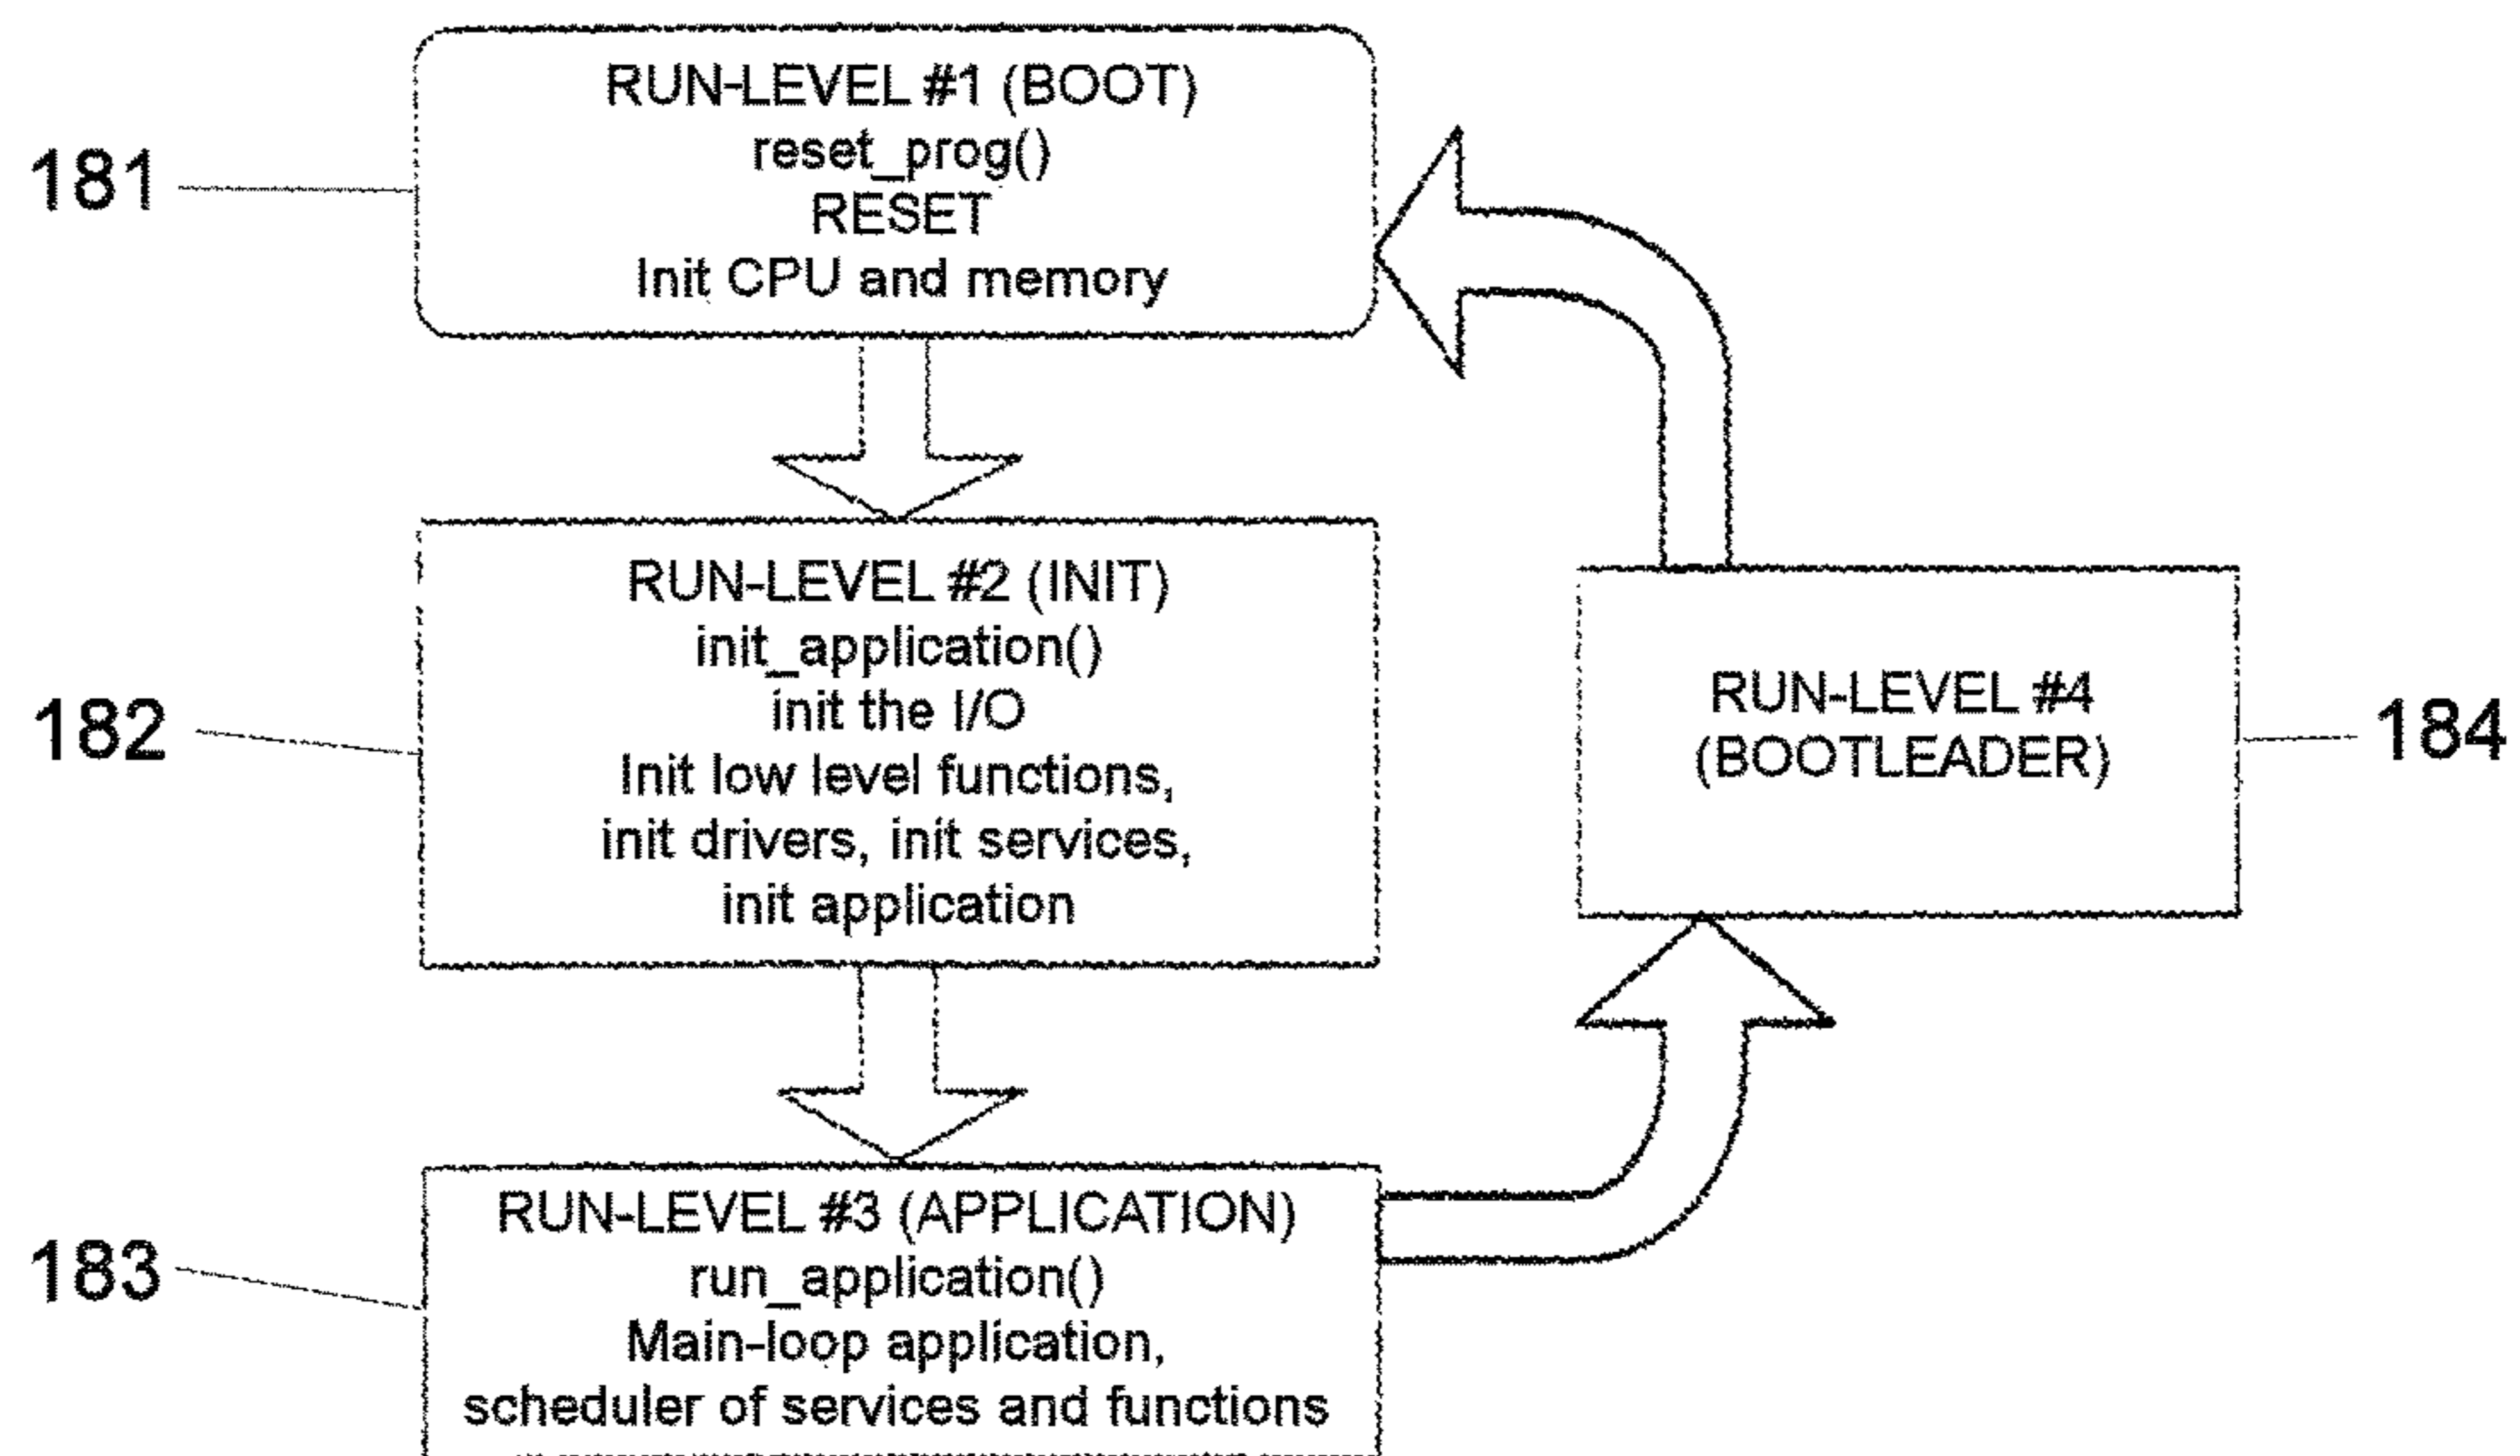 181
RUN-LEVEL #1 (BOOT)
reset_prog()
RESET
Init CPU and memory
182
RUN-LEVEL #2 (INIT)
init_application()
init the I/O
Init low level functions,
init drivers, init services,
init application
183
RUN-LEVEL #3 (APPLICATION)
run_application()
Main-loop application,
scheduler of services and functions
RUN-LEVEL #4
(BOOTLEADER)
184